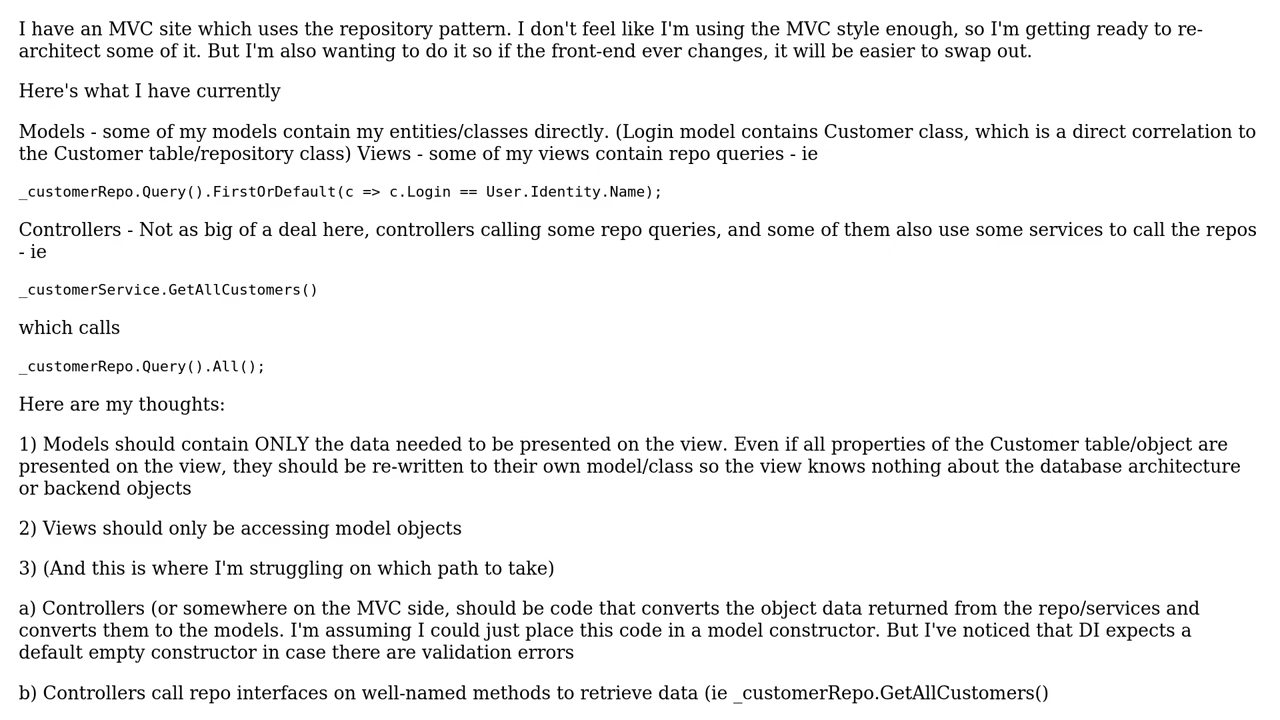 I have an MVC site which uses the repository pattern. I don't feel like I'm using the MVC style enough, so I'm getting ready to re-
architect some of it. But I'm also wanting to do it so if the front-end ever changes, it will be easier to swap out.
Here's what I have currently
Models - some of my models contain my entities/classes directly. (Login model contains Customer class, which is a direct correlation to
the Customer table/repository class) Views - some of my views contain repo queries - ie
_customerRepo.Query().FirstOrDefault(c => c.Login == User.Identity.Name);
Controllers - Not as big of a deal here, controllers calling some repo queries, and some of them also use some services to call the repos
- ie
_customerService.GetAllCustomers()
which calls
_customerRepo.Query().All();
Here are my thoughts:
1) Models should contain ONLY the data needed to be presented on the view. Even if all properties of the Customer table/object are
presented on the view, they should be re-written to their own model/class so the view knows nothing about the database architecture
or backend objects
2) Views should only be accessing model objects
3) (And this is where I'm struggling on which path to take)
a) Controllers (or somewhere on the MVC side, should be code that converts the object data returned from the repo/services and
converts them to the models. I'm assuming I could just place this code in a model constructor. But I've noticed that DI expects a
default empty constructor in case there are validation errors
b) Controllers call repo interfaces on well-named methods to retrieve data (ie _customerRepo.GetAllCustomers()